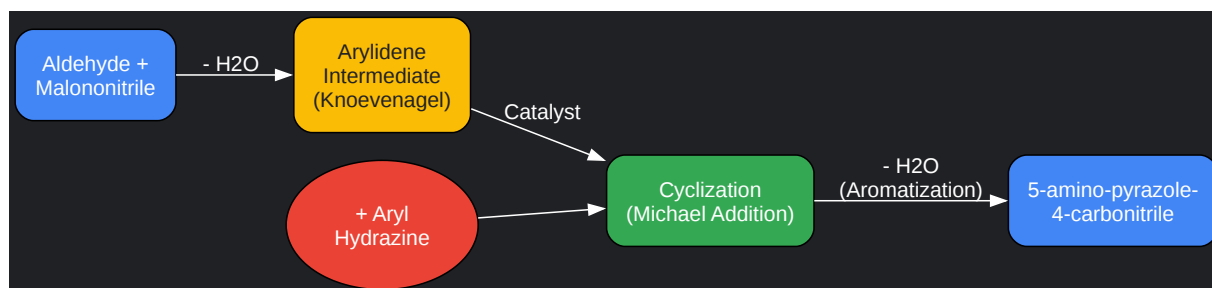 Aldehyde +
Malononitrile
- H2O
Arylidene
Intermediate
(Knoevenagel)
Catalyst
+ Aryl
Hydrazine
Cyclization
(Michael Addition)
- H2O
(Aromatization)
5-amino-pyrazole-
4-carbonitrile